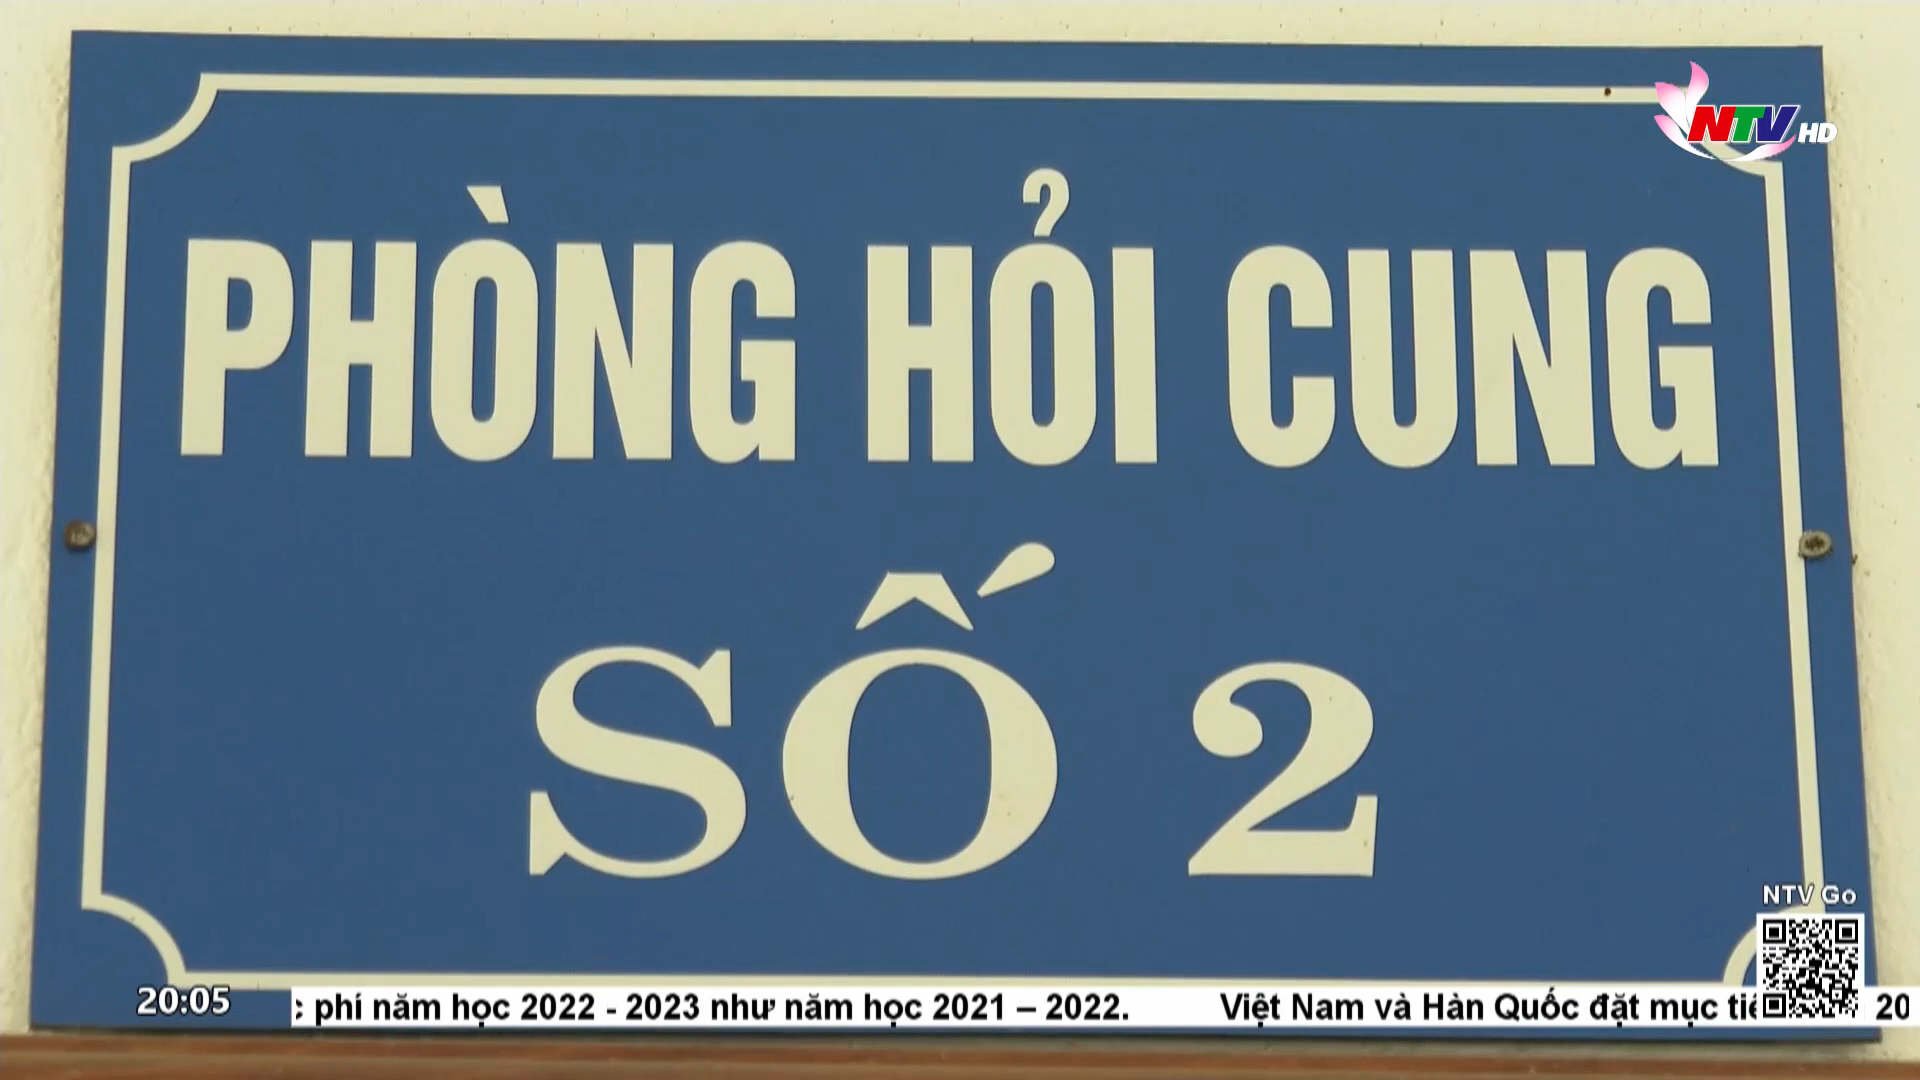 NTV HD
PHÒNG HỎI CUNG
SỐ 2
NTV Go
20:05
phí năm học 2022 - 2023 như năm học 2021 – 2022.
Việt Nam và Hàn Quốc đặt mục 20